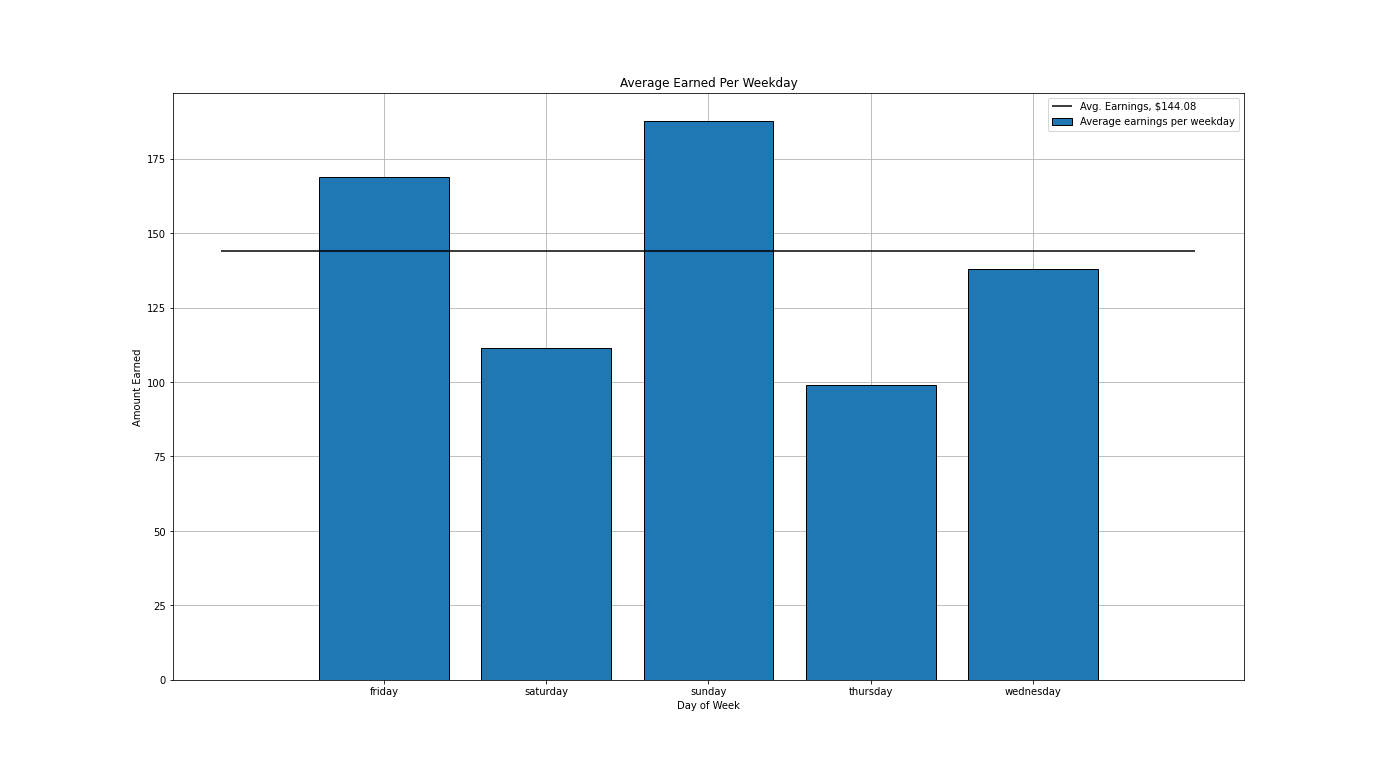 Average Earned Per Weekday
Avg. Earnings, $144.08
Average earnings per weekday
175
150
125
100
75
50
25
0
Amount Earned
friday saturday sunday thursday wednesday
Day of Week